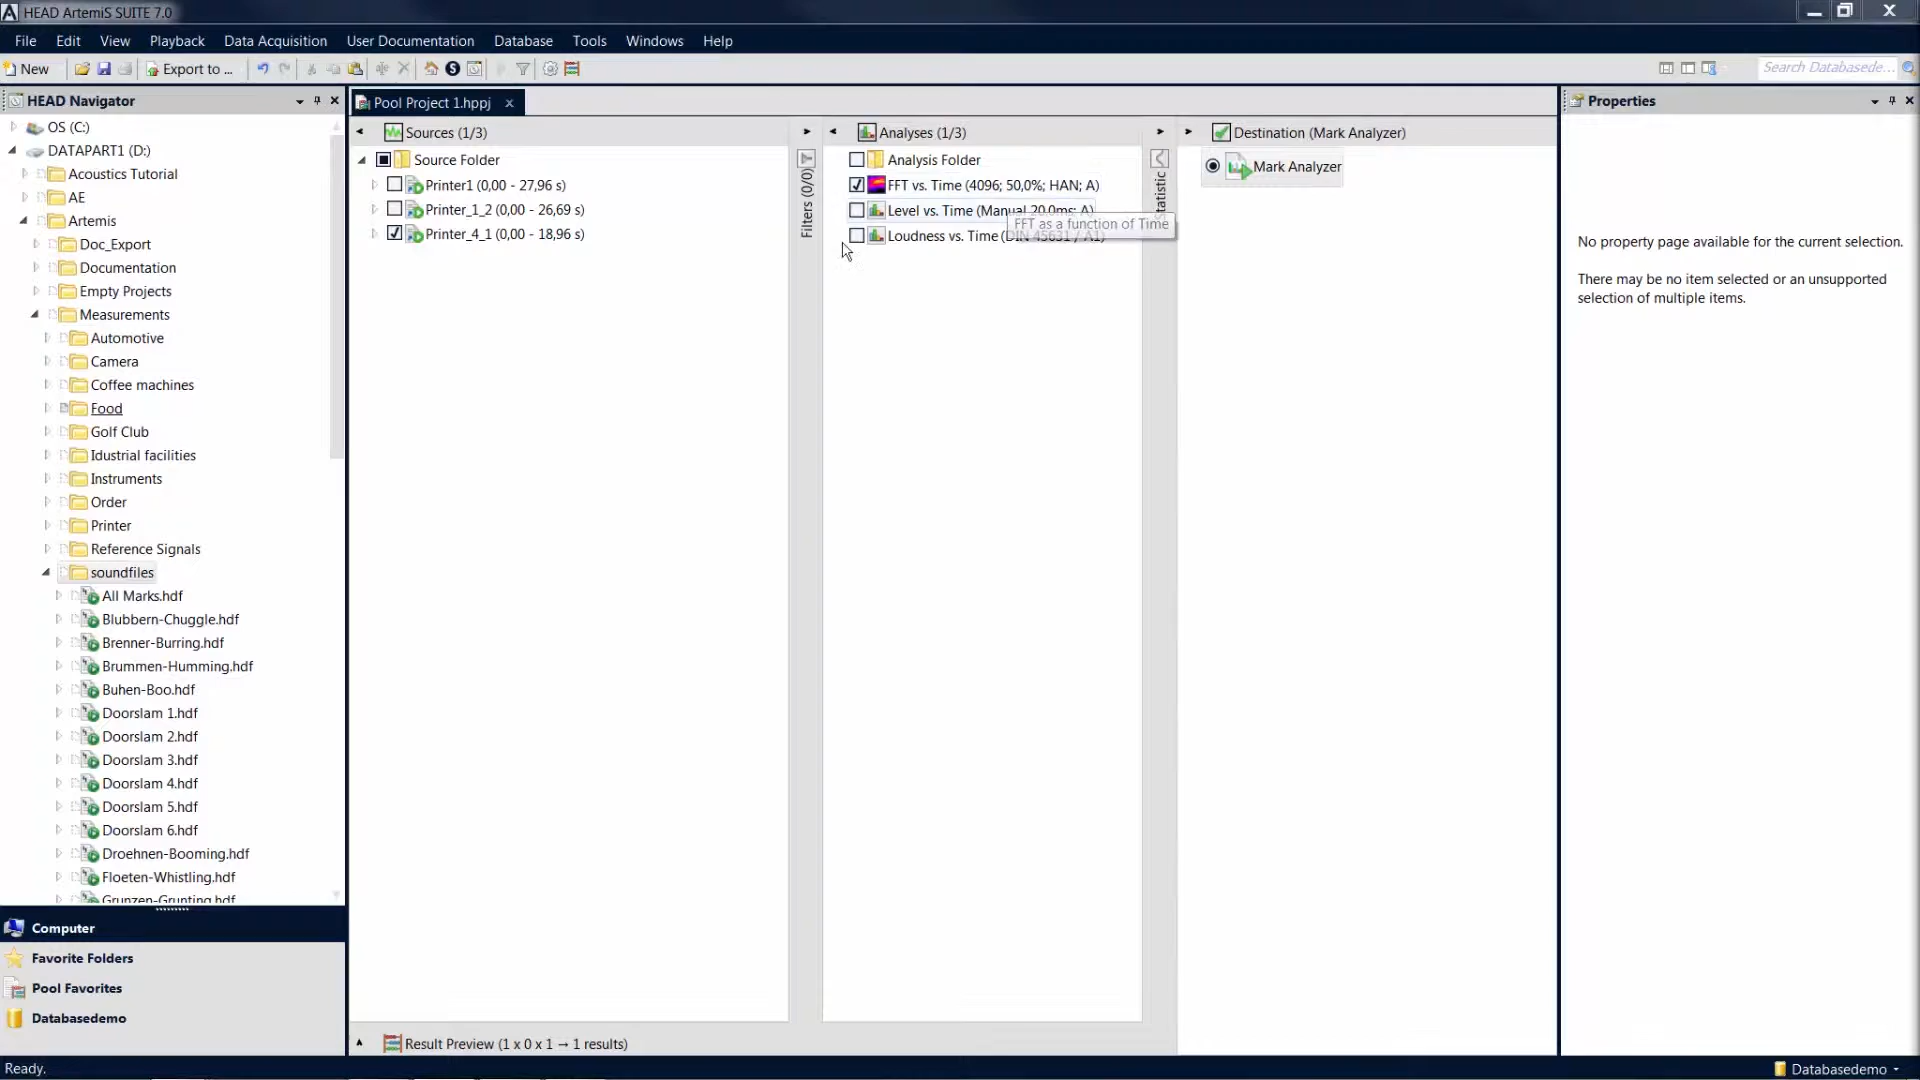 HEAD ArtemiS SUITE 7.0
File Edit View Playback Data Acquisition User Documentation Database Tools Windows Help
New Export to ... Search Databasede...
HEAD Navigator
OS (C:)
DATAPART1 (D:)
Acoustics Tutorial
AE
Artemis
Doc_Export
Documentation
Empty Projects
Measurements
Automotive
Camera
Coffee machines
Food
Golf Club
Idustrial facilities
Instruments
Order
Printer
Reference Signals
soundfiles
All Marks.hdf
Blubbern-Chuggle.hdf
Brenner-Burring.hdf
Brummen-Humming.hdf
Buhen-Boo.hdf
Doorslam 1.hdf
Doorslam 2.hdf
Doorslam 3.hdf
Doorslam 4.hdf
Doorslam 5.hdf
Doorslam 6.hdf
Droehnen-Booming.hdf
Floeten-Whistling.hdf
Grunzen-Grunting.hdf
Computer
Favorite Folders
Pool Favorites
Databasedemo
Pool Project 1.hppj
Sources (1/3)
Source Folder
Printer1 (0,00 - 27,96 s)
Printer_1_2 (0,00 - 26,69 s)
Printer_4_1 (0,00 - 18,96 s)
Filters (0/0)
Analyses (1/3)
Analysis Folder
FFT vs. Time (4096; 50,0%; HAN; A)
Level vs. Time (Manual 20.0ms; A)
FFT as a function of Time
Loudness vs. Time (DIN 45631 / A1)
Destination (Mark Analyzer)
Mark Analyzer
Result Preview (1 x 0 x 1 → 1 results)
Properties
No property page available for the current selection.
There may be no item selected or an unsupported
selection of multiple items.
Ready.
Databasedemo